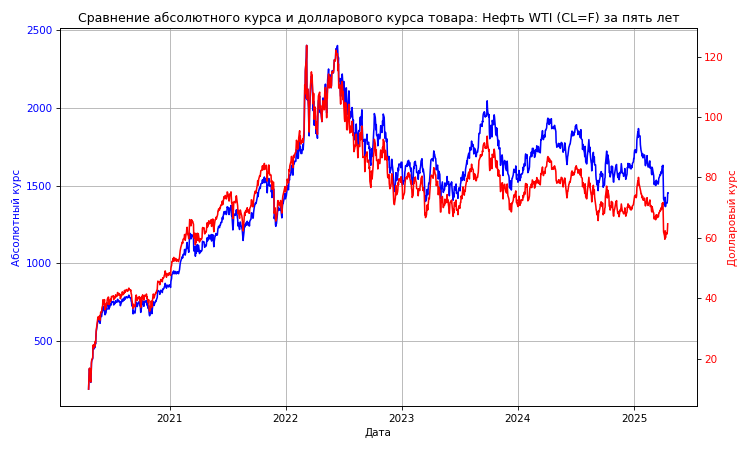 Сравнение абсолютного курса и долларового курса товара: Нефть WTI (CL=F) за пять лет
2500
2000
1500
1000
500
Абсолютный курс
120
100
80
60
40
20
Долларовый курс
2021 2022 2023 2024 2025
Дата